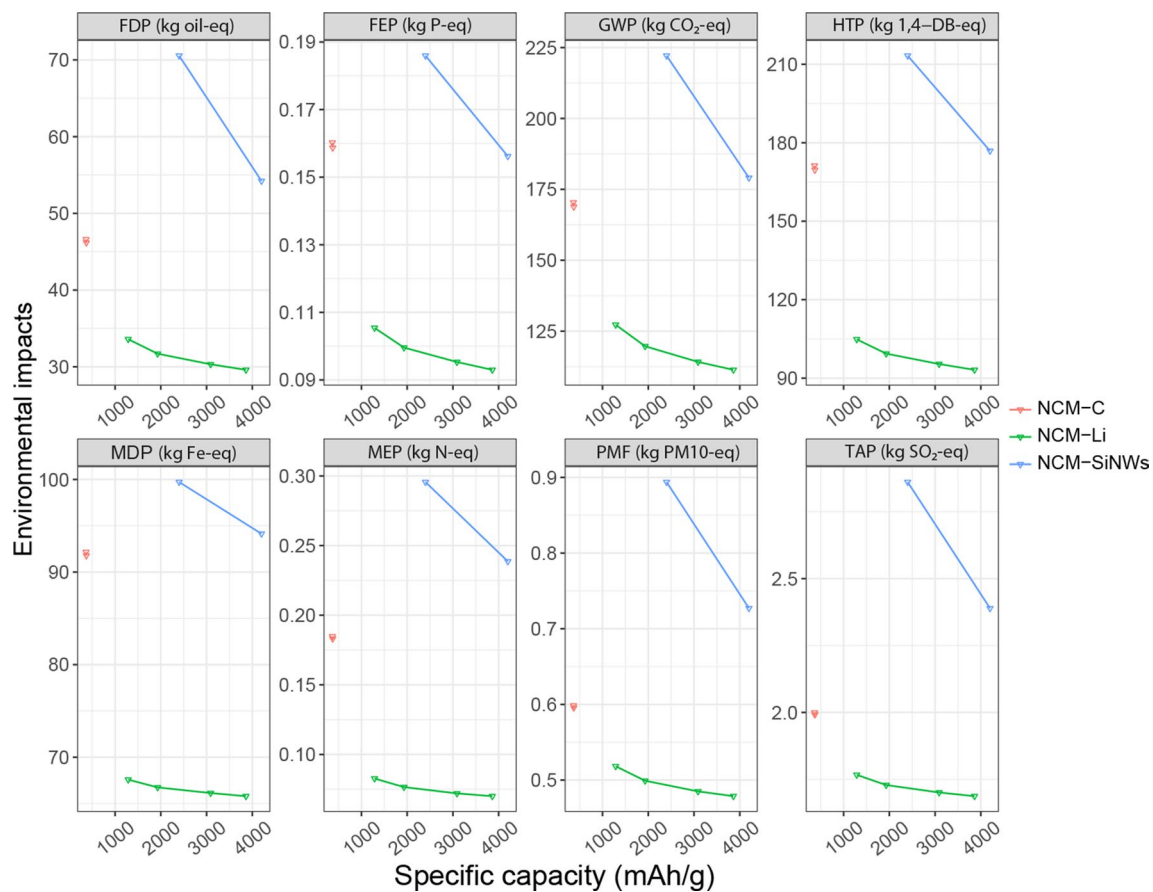 FDP (kg oil-eq)
FEP (kg P-eq)
GWP (kg CO₂-eq)
HTP (kg 1,4−DB-eq)
70
60
50
40
30
0.19
0.17
0.15
0.13
0.11
0.09
225
200
175
150
125
210
180
150
120
90
1000 2000 3000 4000
1000 2000 3000 4000
1000 2000 3000 4000
1000 2000 3000 4000
MDP (kg Fe-eq)
MEP (kg N-eq)
PMF (kg PM10-eq)
TAP (kg SO₂-eq)
100
90
80
70
0.30
0.25
0.20
0.15
0.10
0.9
0.8
0.7
0.6
0.5
2.5
2.0
1000 2000 3000 4000
1000 2000 3000 4000
1000 2000 3000 4000
1000 2000 3000 4000
Environmental impacts
Specific capacity (mAh/g)
NCM−C
NCM−Li
NCM−SiNWs